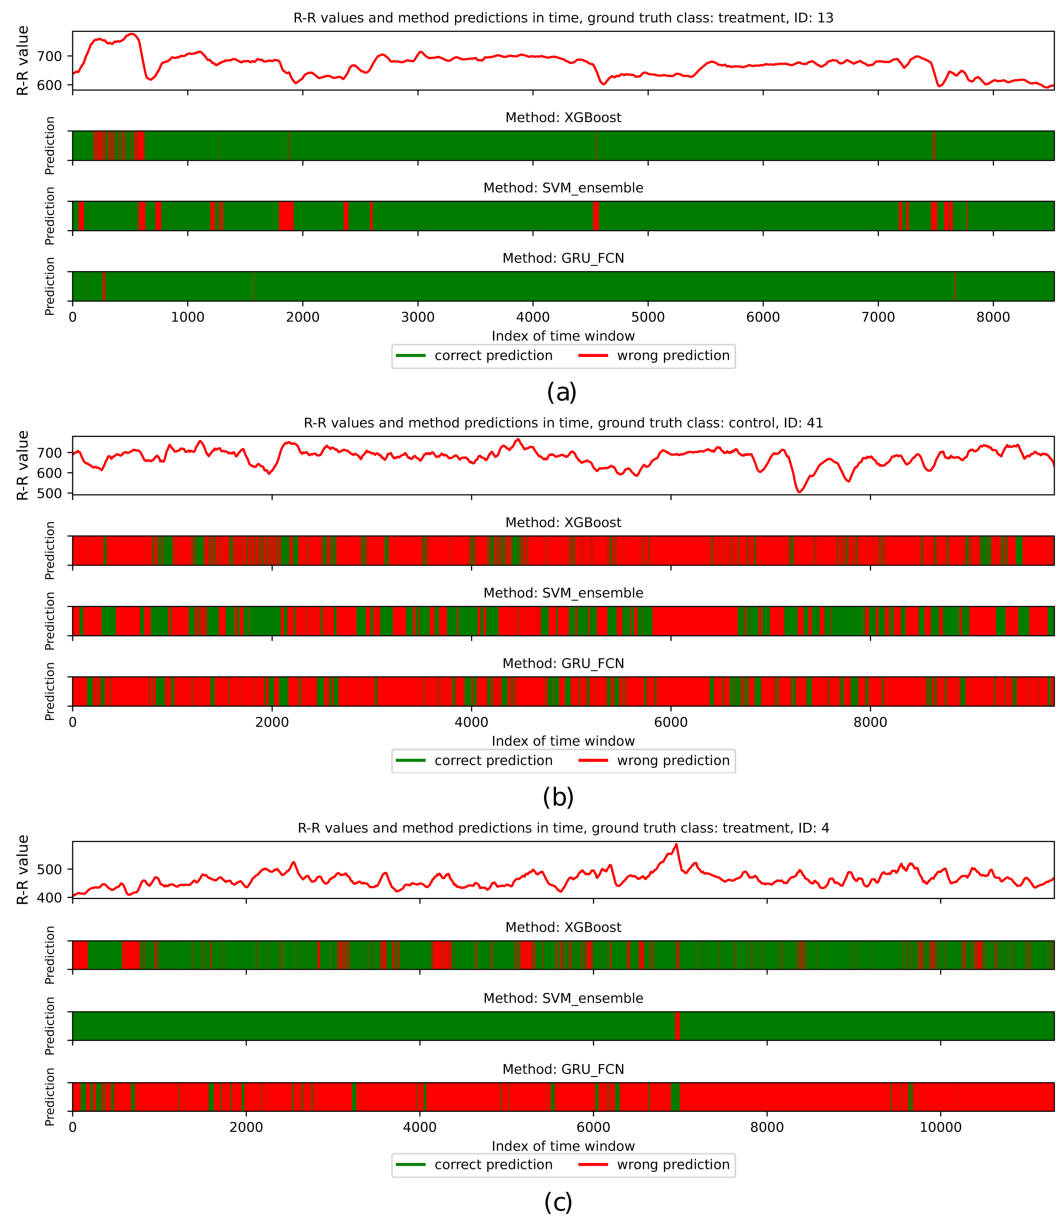 R-R values and method predictions in time, ground truth class: treatment, ID: 13
R-R value
700
600
Method: XGBoost
Prediction
Method: SVM_ensemble
Prediction
Method: GRU_FCN
Prediction
0 1000 2000 3000 4000 5000 6000 7000 8000
Index of time window
correct prediction wrong prediction
(a)
R-R values and method predictions in time, ground truth class: control, ID: 41
R-R value
700
600
500
Method: XGBoost
Prediction
Method: SVM_ensemble
Prediction
Method: GRU_FCN
Prediction
0 2000 4000 6000 8000
Index of time window
correct prediction wrong prediction
(b)
R-R values and method predictions in time, ground truth class: treatment, ID: 4
R-R value
500
400
Method: XGBoost
Prediction
Method: SVM_ensemble
Prediction
Method: GRU_FCN
Prediction
0 2000 4000 6000 8000 10000
Index of time window
correct prediction wrong prediction
(c)